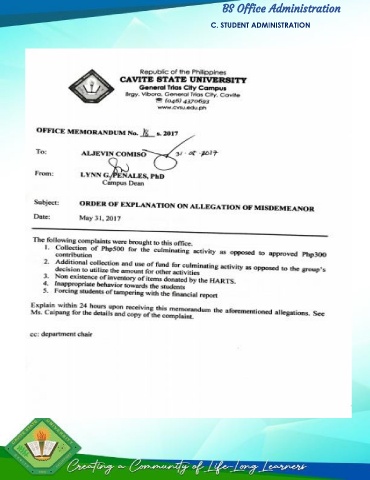 BS Office Administration
C. STUDENT ADMINISTRATION
Republic of the Philippines
CAVITE STATE UNIVERSITY
General Trias City Campus
Brgy. Vibora, General Trias City, Cavite
☎ (046) 4370693
www.cvsu.edu.ph
OFFICE MEMORANDUM No. 18 s. 2017
To: ALJEVIN COMISO
31-05-2017
From: LYNN G. PENALES, PhD
Campus Dean
Subject: ORDER OF EXPLANATION ON ALLEGATION OF MISDEMEANOR
Date: May 31, 2017
The following complaints were brought to this office.
1. Collection of Php500 for the culminating activity as opposed to approved Php300
contribution
2. Additional collection and use of fund for culminating activity as opposed to the group's
decision to utilize the amount for other activities
3. Non existence of inventory of items donated by the HARTS.
4. Inappropriate behavior towards the students
5. Forcing students of tampering with the financial report
Explain within 24 hours upon receiving this memorandum the aforementioned allegations. See
Ms. Caipang for the details and copy of the complaint.
cc: department chair
Creating a Community of Life-Long Learners